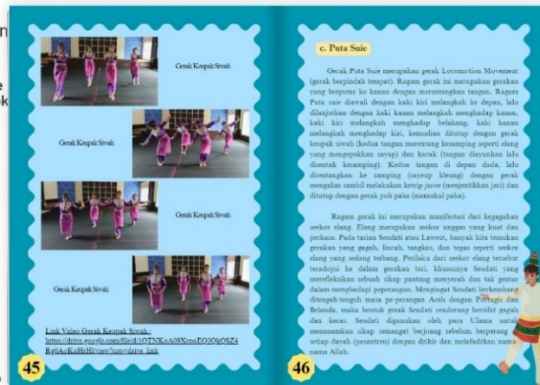 Gerak Keupak Siwah
Gerak Keupak Siwah
Gerak Keupak Siwah
Gerak Keupak Siwah
Link Video Gerak Keupak Siwah :
45
c. Puta Suie
Gerak Puta Suie merupakan gerak Locomotion Movement
(gerak berpindah tempat). Ragam gerak ini merupakan gerakan
yang berputar ke kanan dengan merentangkan tangan. Ragam
Puta suie diawali dengan kaki kiri melangkah ke depan, lalu
dilanjutkan dengan kaki kanan melangkah menghadap kanan,
kaki kiri melangkah menghadap belakang, kaki kanan
melangkah menghadap kiri, kemudian ditutup dengan gerak
keupak siwah (kedua tangan merentang kesamping seperti elang
yang mengepakkan sayap) dan (tangan diayunkan lalu
disentak kesamping). Kedua tangan di depan dada, lalu
direntangkan ke samping (sayeup kleung) dengan gerak
mengalun sambil melakukan ketrip jaroe (menjentikkan jari) dan
ditutup dengan gerak poh paha (memukul paha).
Ragam gerak ini merupakan manifestasi dari kegagahan
seekor elang. Elang merupakan seekor unggas yang kuat dan
perkasa. Pada tarian Seudati atau Laweut, banyak kita temukan
gerakan yang gagah, lincah, tangkas, dan tegas seperti seekor
elang yang sedang terbang. Perilaku dari seekor elang tersebut
teradopsi ke dalam gerakan tari, khususnya Seudati yang
merefleksikan sebuah sikap pantang menyerah dan tak gentar
dalam menghadapi peperangan. Mengingat Seudati berkembang
ditengah-tengah masa pe-perangan Aceh dengan Portugis dan
Belanda, maka bentuk gerak Seudati cenderung bersifat gagah
dan keras. Seudati digunakan oleh para Ulama untuk
menanamkan sikap semangat berjuang sebelum berperang di
setiap dayah (pesantren) dengan dzikir dan melafadzkan nama-
nama Allah.
46